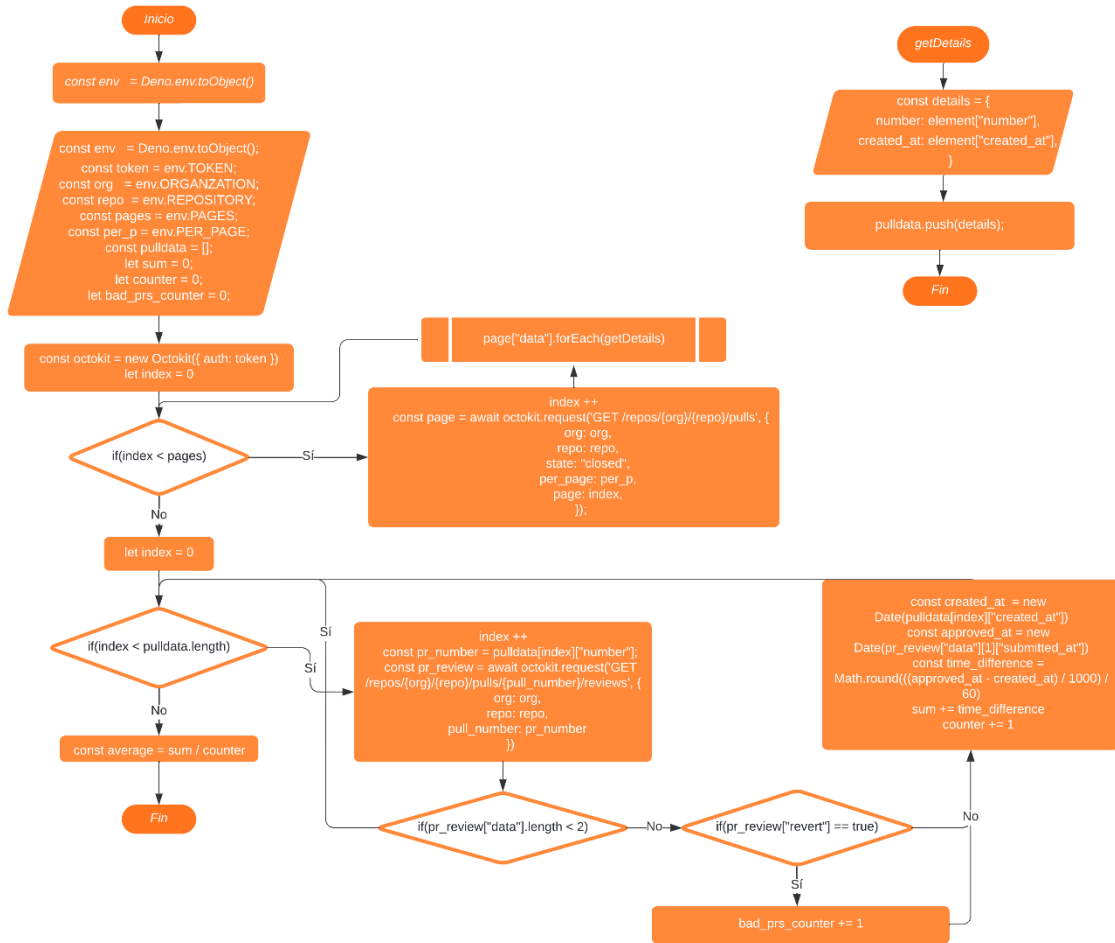 Inicio
const env   = Deno.env.toObject()
const env   = Deno.env.toObject();
const token = env.TOKEN;
const org   = env.ORGANZATION;
const repo  = env.REPOSITORY;
const pages = env.PAGES;
const per_p = env.PER_PAGE;
const pulldata = [];
let sum = 0;
let counter = 0;
let bad_prs_counter = 0;
const octokit = new Octokit({ auth: token })
let index = 0
if(index < pages)
Sí
index ++
const page = await octokit.request('GET /repos/{org}/{repo}/pulls', {
org: org,
repo: repo,
state: "closed",
per_page: per_p,
page: index,
});
page["data"].forEach(getDetails)
No
let index = 0
if(index < pulldata.length)
Sí
index ++
const pr_number = pulldata[index]["number"];
const pr_review = await octokit.request('GET
/repos/{org}/{repo}/pulls/{pull_number}/reviews', {
org: org,
repo: repo,
pull_number: pr_number
})
if(pr_review["data"].length < 2)
Sí
No
if(pr_review["revert"] == true)
Sí
bad_prs_counter += 1
No
const created_at  = new
Date(pulldata[index]["created_at"])
const approved_at = new
Date(pr_review["data"][1]["submitted_at"])
const time_difference =
Math.round(((approved_at - created_at) / 1000) /
60)
sum += time_difference
counter += 1
No
const average = sum / counter
Fin
getDetails
const details = {
number: element["number"],
created_at: element["created_at"],
}
pulldata.push(details);
Fin